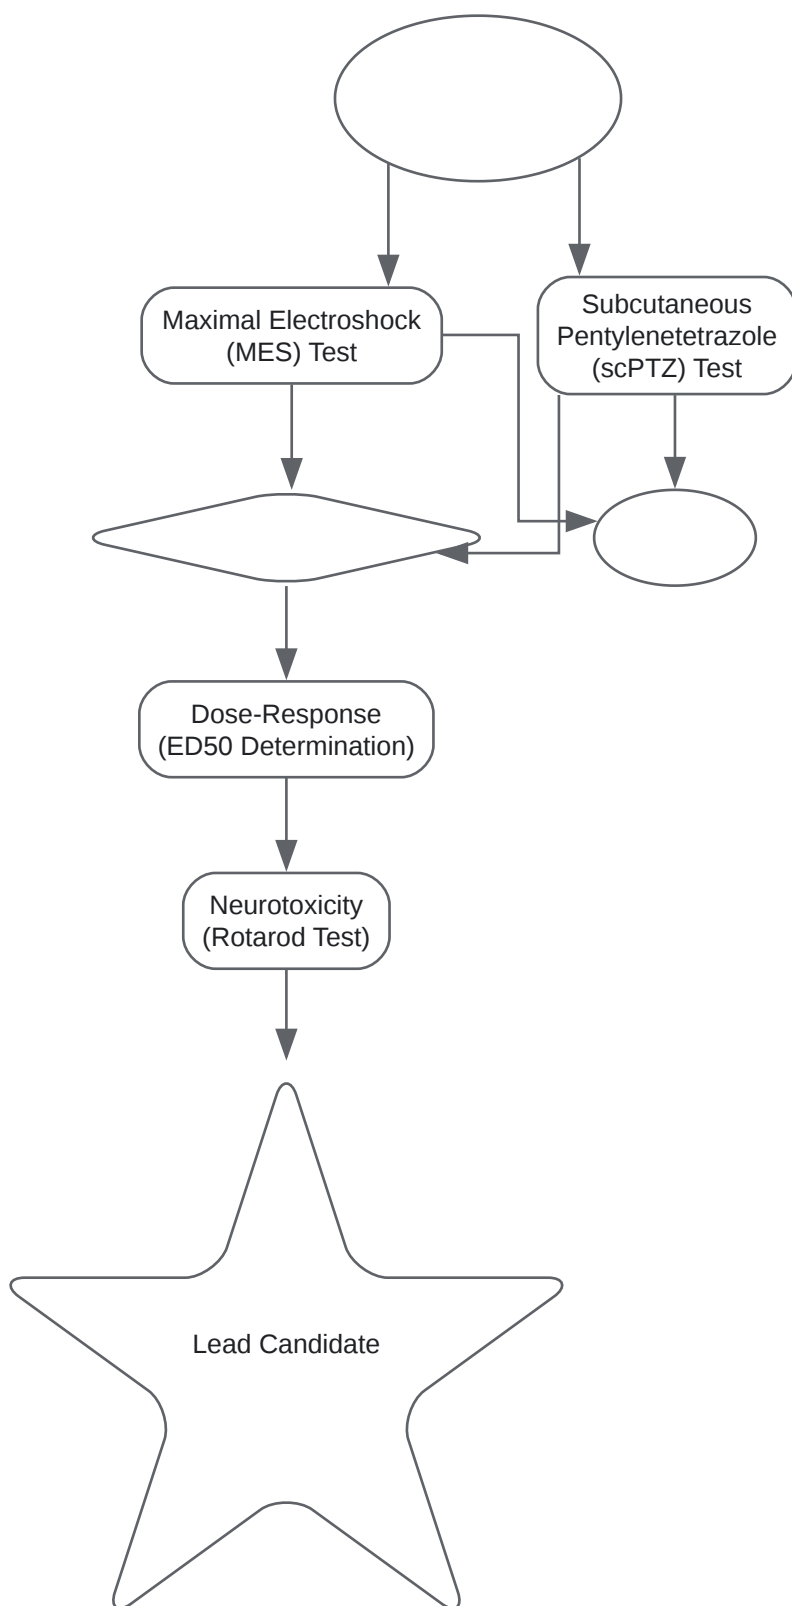 Maximal Electroshock
(MES) Test
Subcutaneous
Pentylenetetrazole
(scPTZ) Test
Dose-Response
(ED50 Determination)
Neurotoxicity
(Rotarod Test)
Lead Candidate